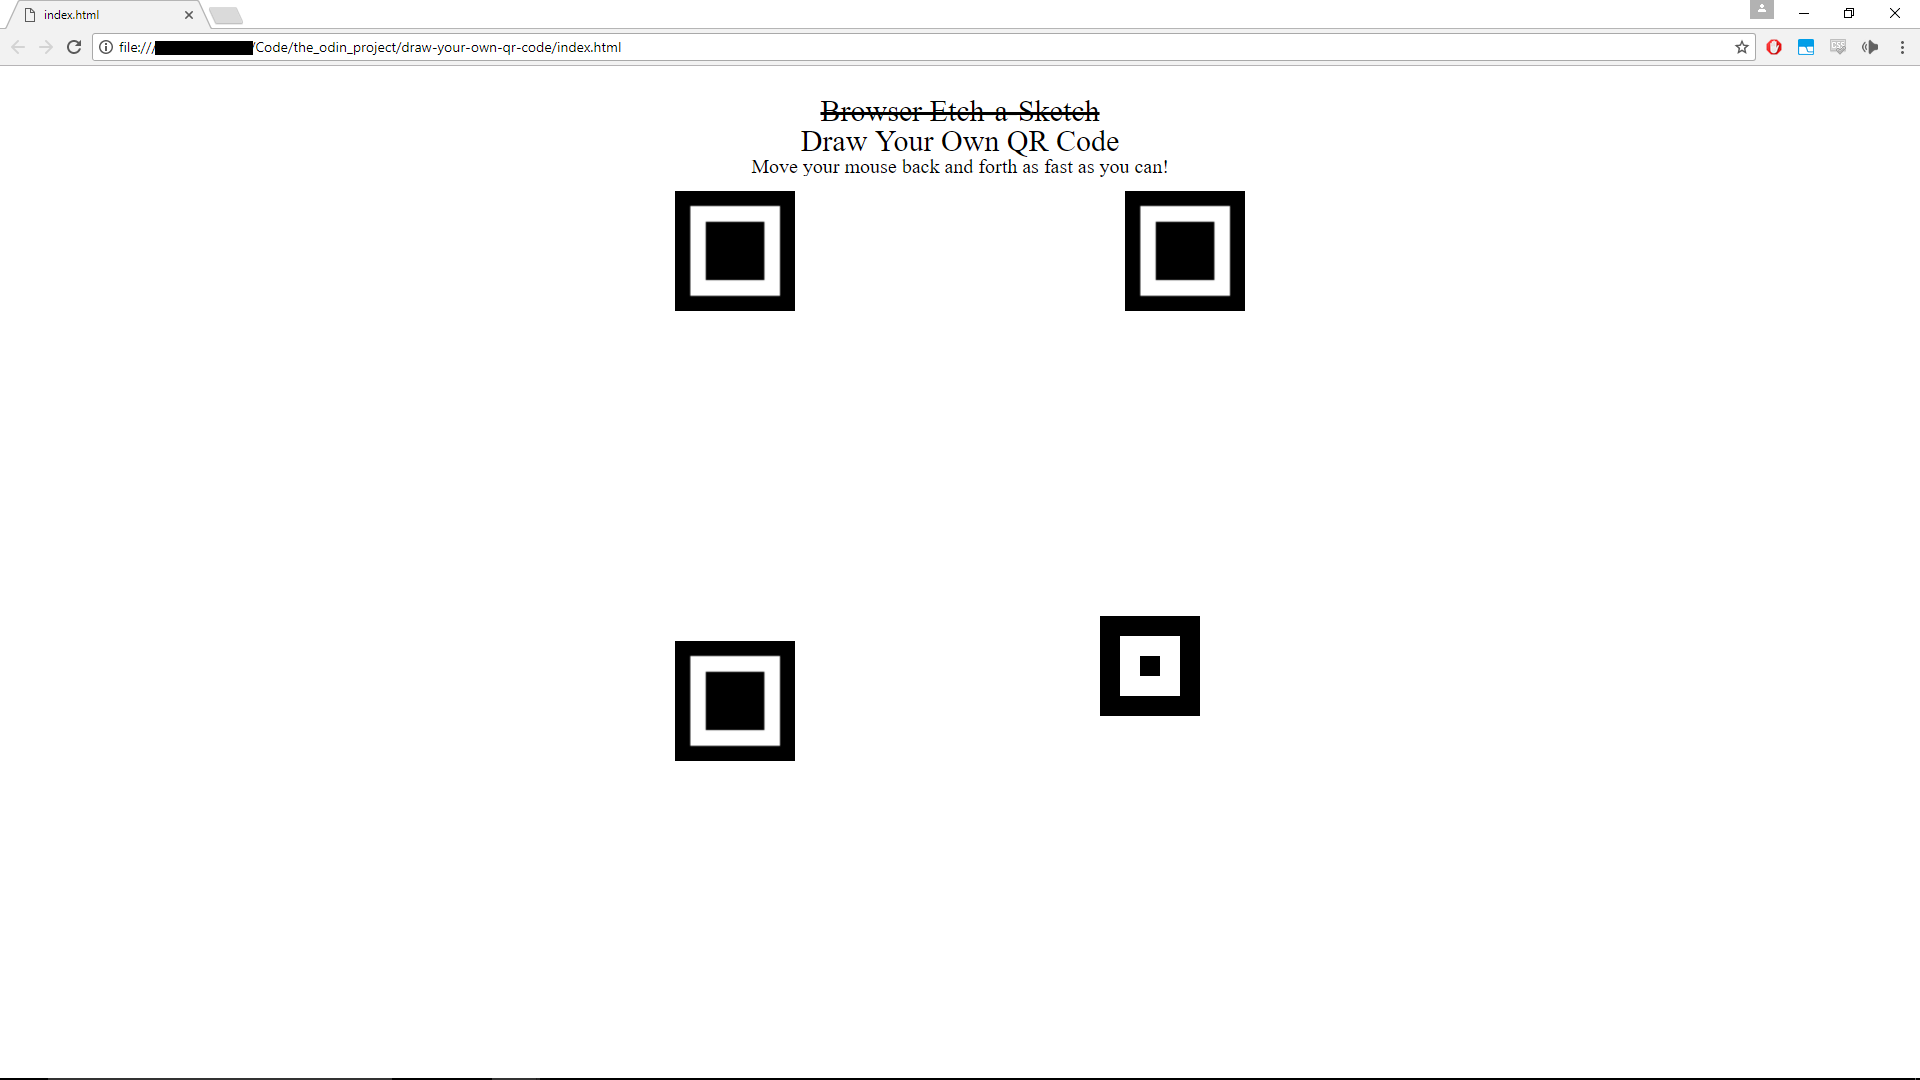 index.html
file:///
/Code/the_odin_project/draw-your-own-qr-code/index.html
Browser Etch-a-Sketch
Draw Your Own QR Code
Move your mouse back and forth as fast as you can!